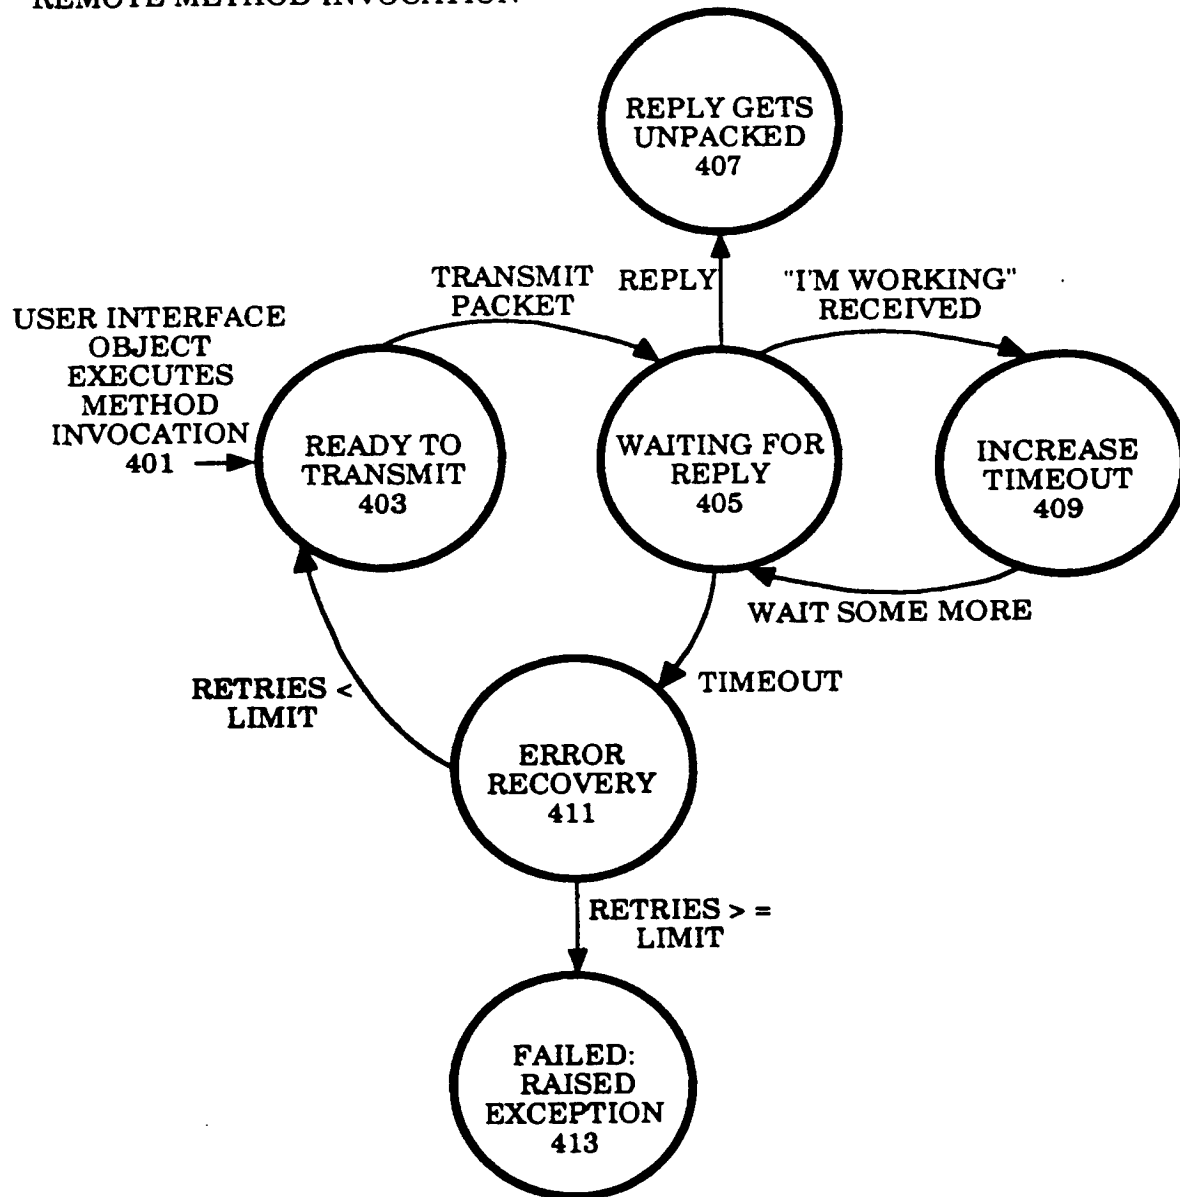 REMOTE METHOD INVOCATION
REPLY GETS
UNPACKED
407
TRANSMIT
PACKET
REPLY
"I'M WORKING"
RECEIVED
USER INTERFACE
OBJECT
EXECUTES
METHOD
INVOCATION
401
READY TO
TRANSMIT
403
WAITING FOR
REPLY
405
INCREASE
TIMEOUT
409
WAIT SOME MORE
TIMEOUT
RETRIES <
LIMIT
ERROR
RECOVERY
411
RETRIES > =
LIMIT
FAILED:
RAISED
EXCEPTION
413